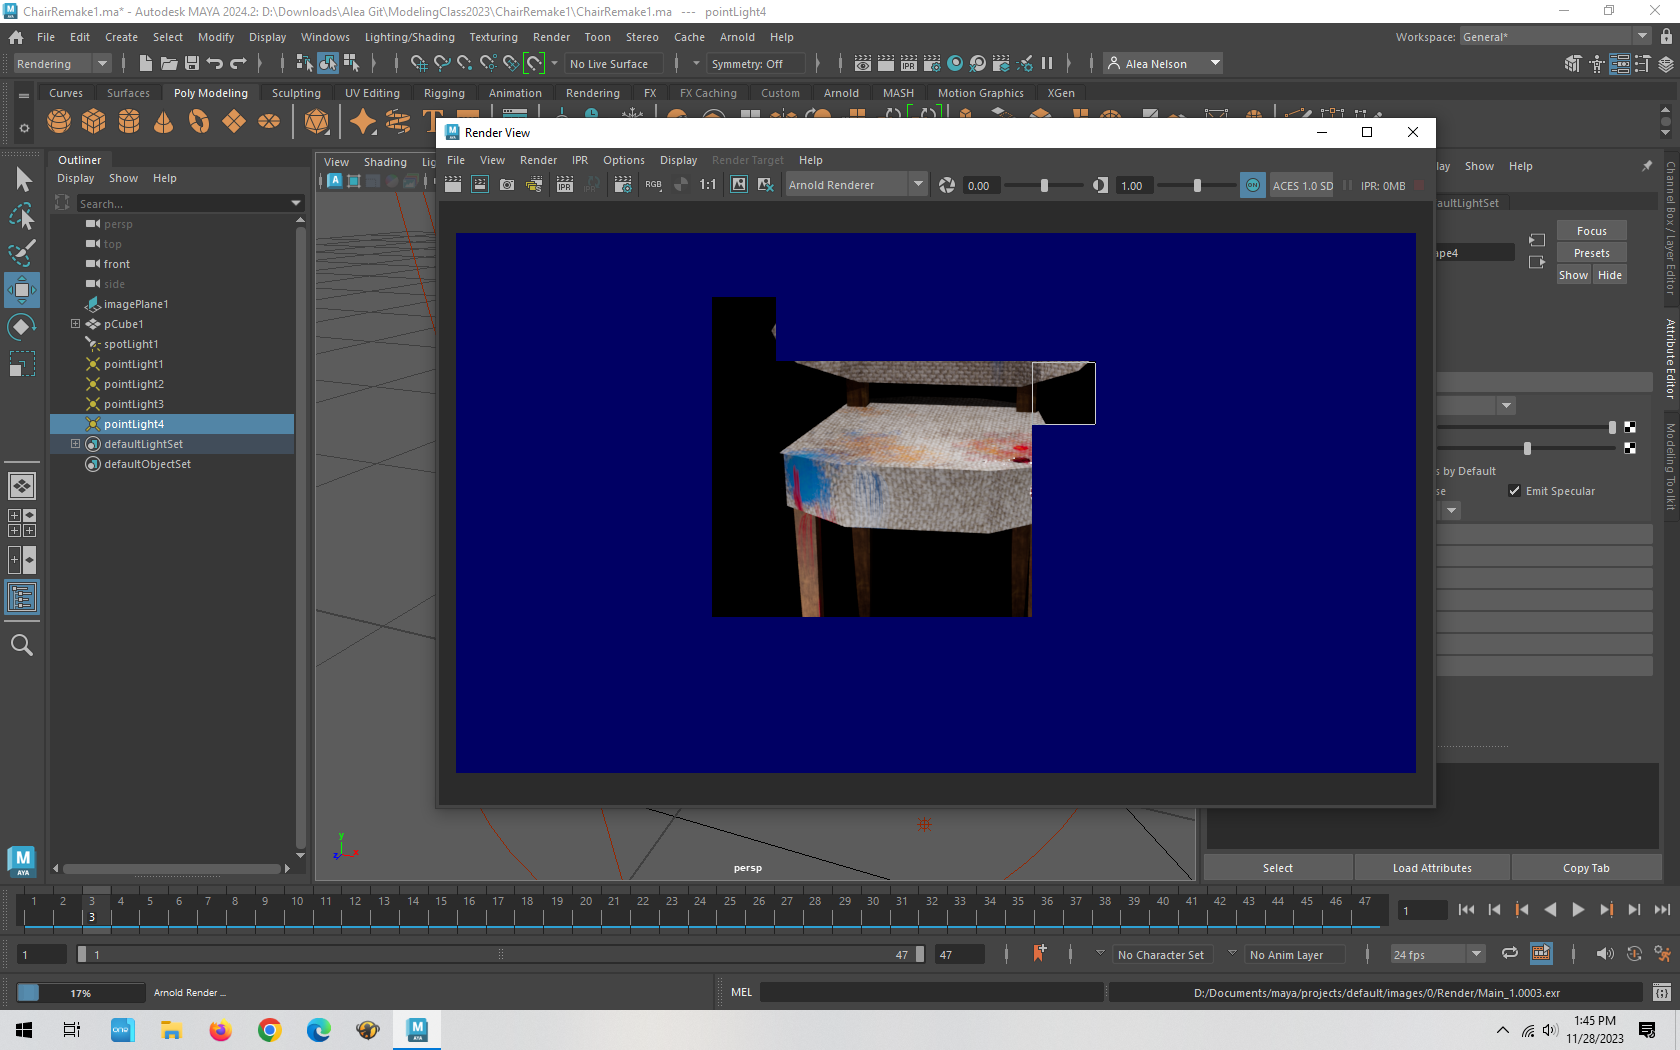 ChairRemake1.ma* - Autodesk MAYA 2024.2: D:\Downloads\Alea Git\ModelingClass2023\ChairRemake1\ChairRemake1.ma --- pointLight4
File Edit Create Select Modify Display Windows Lighting/Shading Texturing Render Toon Stereo Cache Arnold Help
Workspace: General*
Rendering No Live Surface Symmetry: Off Alea Nelson
Curves Surfaces Poly Modeling Sculpting UV Editing Rigging Animation Rendering FX FX Caching Custom Arnold MASH Motion Graphics XGen
Render View
File View Render IPR Options Display Render Target Help
RGB 1:1 Arnold Renderer 0.00 1.00 ON ACES 1.0 SD IPR: 0MB
Outliner
Display Show Help
Search...
persp
top
front
side
imagePlane1
pCube1
spotLight1
pointLight1
pointLight2
pointLight3
pointLight4
defaultLightSet
defaultObjectSet
View Shading Lig
lay Show Help
aultLightSet
Focus
ape4
Presets
Show Hide
s by Default
se
Emit Specular
Channel Box / Layer Editor
Attribute Editor
Modeling Toolkit
y
z x
persp
Select Load Attributes Copy Tab
1 2 3 4 5 6 7 8 9 10 11 12 13 14 15 16 17 18 19 20 21 22 23 24 25 26 27 28 29 30 31 32 33 34 35 36 37 38 39 40 41 42 43 44 45 46 47
3
1
1 1 47 47 No Character Set No Anim Layer 24 fps
17% Arnold Render ...
MEL
D:/Documents/maya/projects/default/images/0/Render/Main_1.0003.exr
M
AYA
one
M
AYA
1:45 PM
11/28/2023